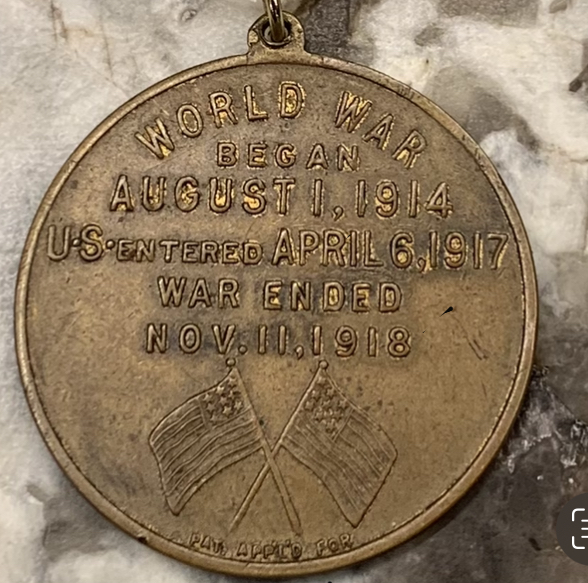 WORLD WAR
BEGAN
AUGUST 1, 1914
U·S·ENTERED APRIL 6, 1917
WAR ENDED
NOV. 11, 1918
PAT. APPL'D FOR